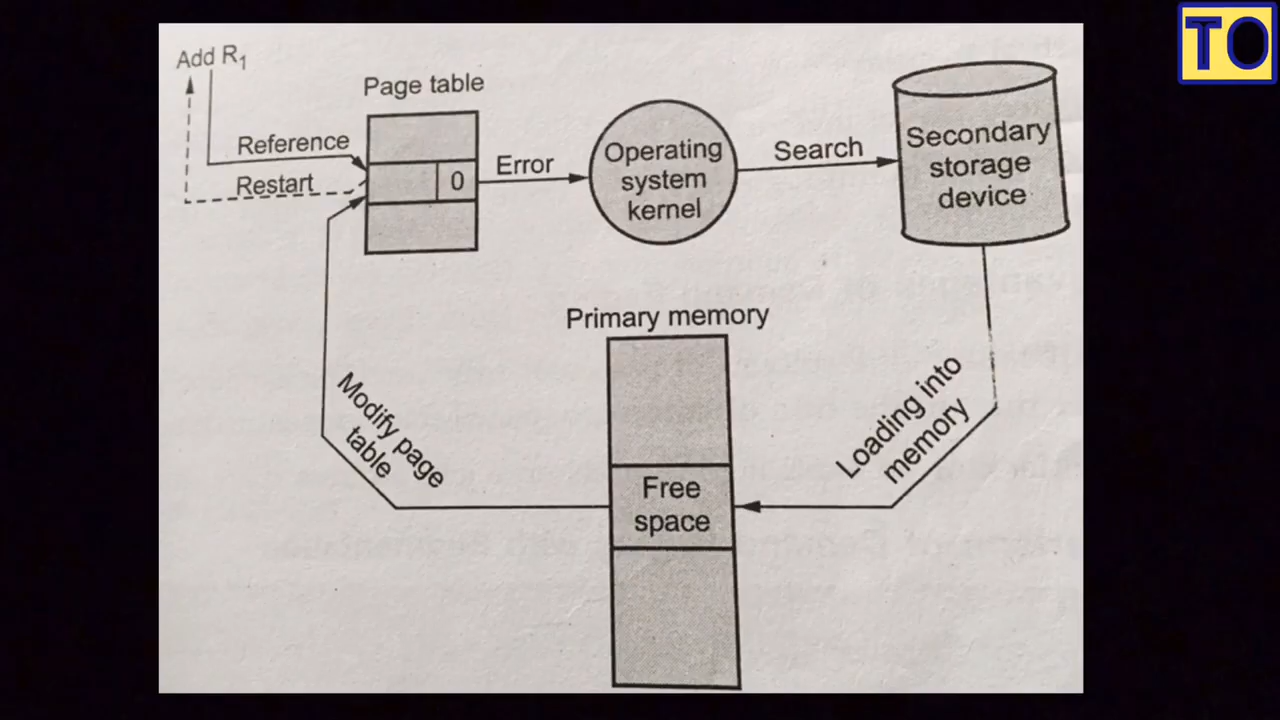 TO
Add R1
Page table
Reference
Restart
0
Error
Operating
system
kernel
Search
Secondary
storage
device
Primary memory
Free
space
Loading into
memory
Modify page
table